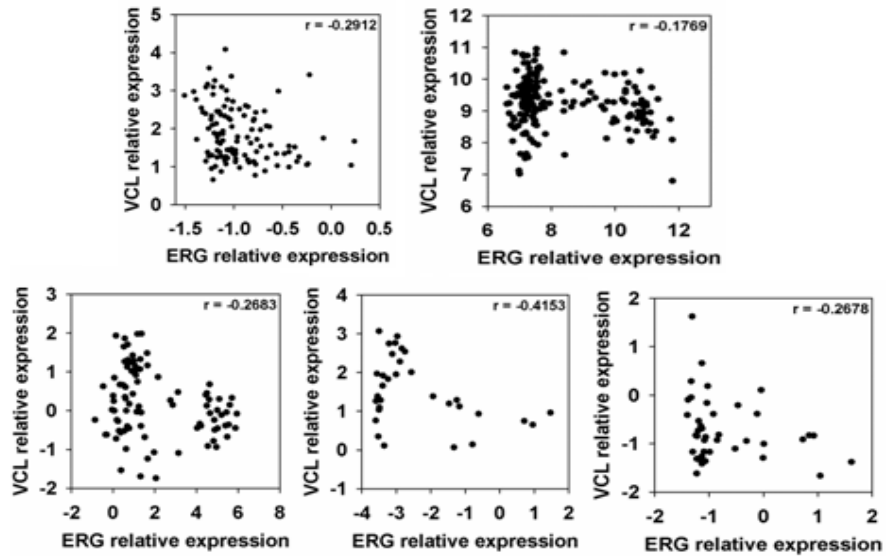 r = -0.2912
VCL relative expression
5
4
3
2
1
0
-1.5 -1.0 -0.5 0.0 0.5
ERG relative expression
r = -0.1769
VCL relative expression
12
11
10
9
8
7
6
6 8 10 12
ERG relative expression
r = -0.2683
VCL relative expression
3
2
1
0
-1
-2
-2 0 2 4 6 8
ERG relative expression
r = -0.4153
VCL relative expression
4
3
2
1
0
-1
-4 -3 -2 -1 0 1 2
ERG relative expression
r = -0.2678
VCL relative expression
2
1
0
-1
-2
-2 -1 0 1 2
ERG relative expression